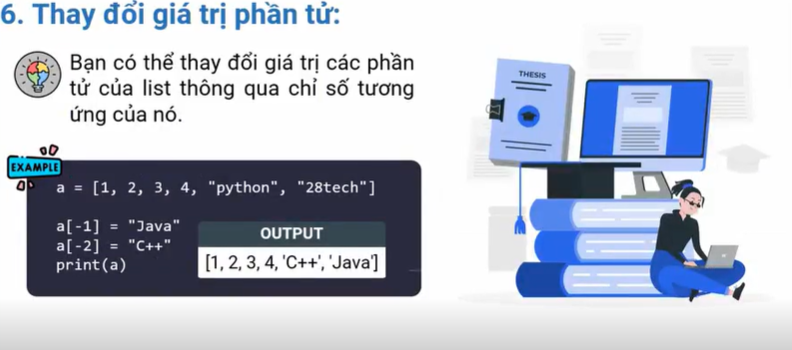 6. Thay đổi giá trị phần tử:
Bạn có thể thay đổi giá trị các phần
tử của list thông qua chỉ số tương
ứng của nó.
EXAMPLE
a = [1, 2, 3, 4, "python", "28tech"]
a[-1] = "Java"
a[-2] = "C++"
print(a)
OUTPUT
[1, 2, 3, 4, 'C++', 'Java']
THESIS